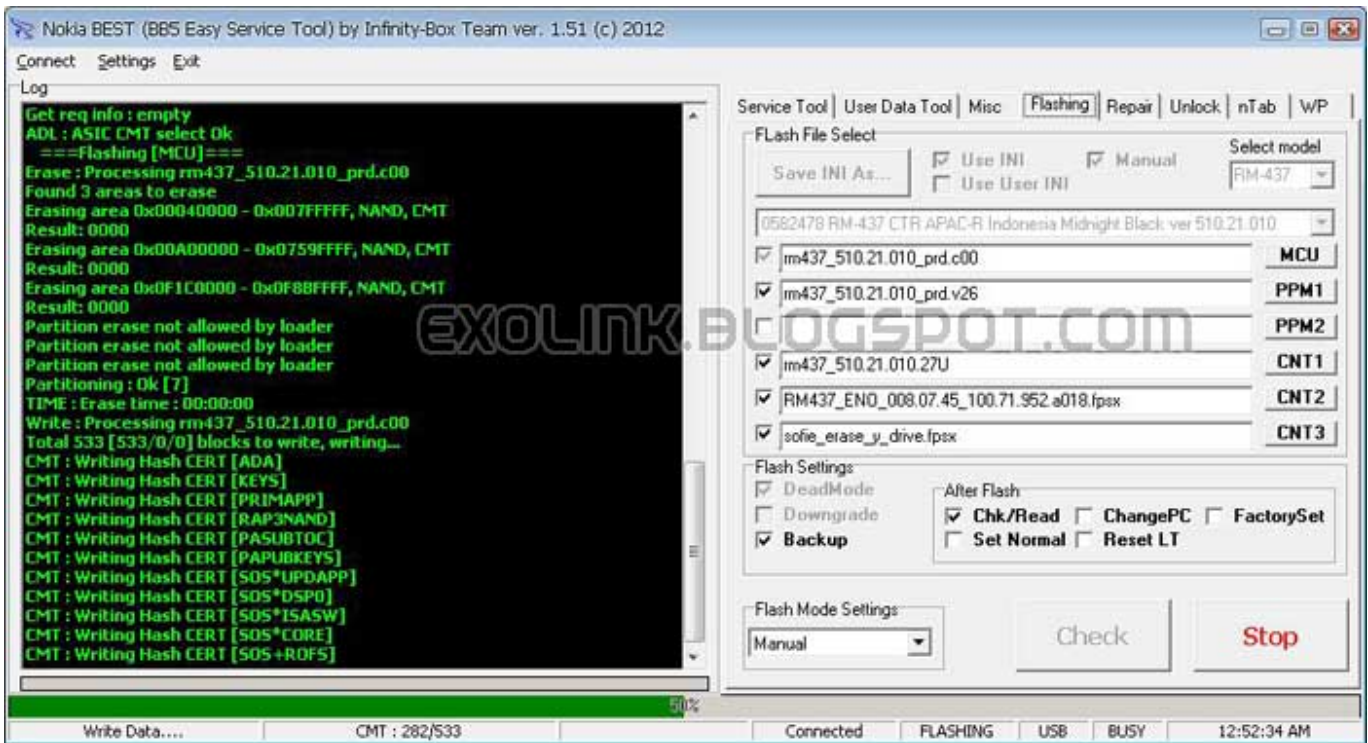 Nokia BEST (BB5 Easy Service Tool) by Infinity-Box Team ver. 1.51 (c) 2012
Connect Settings Exit
Log
Get req info : empty
ADL : ASIC CMT select Ok
===Flashing [MCU]===
Erase : Processing rm437_510.21.010_prd.c00
Found 3 areas to erase
Erasing area 0x00040000 - 0x007FFFFF, NAND, CMT
Result: 0000
Erasing area 0x00A00000 - 0x0759FFFF, NAND, CMT
Result: 0000
Erasing area 0x0F1C0000 - 0x0F8BFFFF, NAND, CMT
Result: 0000
Partition erase not allowed by loader
Partition erase not allowed by loader
Partition erase not allowed by loader
Partitioning : Ok [7]
TIME : Erase time : 00:00:00
Write : Processing rm437_510.21.010_prd.c00
Total 533 [533/0/0] blocks to write, writing...
CMT : Writing Hash CERT [ADA]
CMT : Writing Hash CERT [KEYS]
CMT : Writing Hash CERT [PRIMAPP]
CMT : Writing Hash CERT [RAP3NAND]
CMT : Writing Hash CERT [PASUBTOC]
CMT : Writing Hash CERT [PAPUBKEYS]
CMT : Writing Hash CERT [SOS*UPDAPP]
CMT : Writing Hash CERT [SOS*DSP0]
CMT : Writing Hash CERT [SOS*ISASW]
CMT : Writing Hash CERT [SOS*CORE]
CMT : Writing Hash CERT [SOS+ROFS]
Service Tool User Data Tool Misc Flashing Repair Unlock nTab WP
FLash File Select
Save INI As...
Use INI Manual
Use User INI
Select model
RM-437
0582478 RM-437 CTR APAC-R Indonesia Midnight Black ver 510.21.010
rm437_510.21.010_prd.c00 MCU
rm437_510.21.010_prd.v26 PPM1
PPM2
rm437_510.21.010.27U CNT1
RM437_ENO_008.07.45_100.71.952.a018.fpsx CNT2
sofie_erase_y_drive.fpsx CNT3
EXOLINK.BLOGSPOT.COM
Flash Settings
DeadMode
Downgrade
Backup
After Flash
Chk/Read ChangePC FactorySet
Set Normal Reset LT
Flash Mode Settings
Manual
Check
Stop
50%
Write Data.... CMT : 282/533 Connected FLASHING USB BUSY 12:52:34 AM